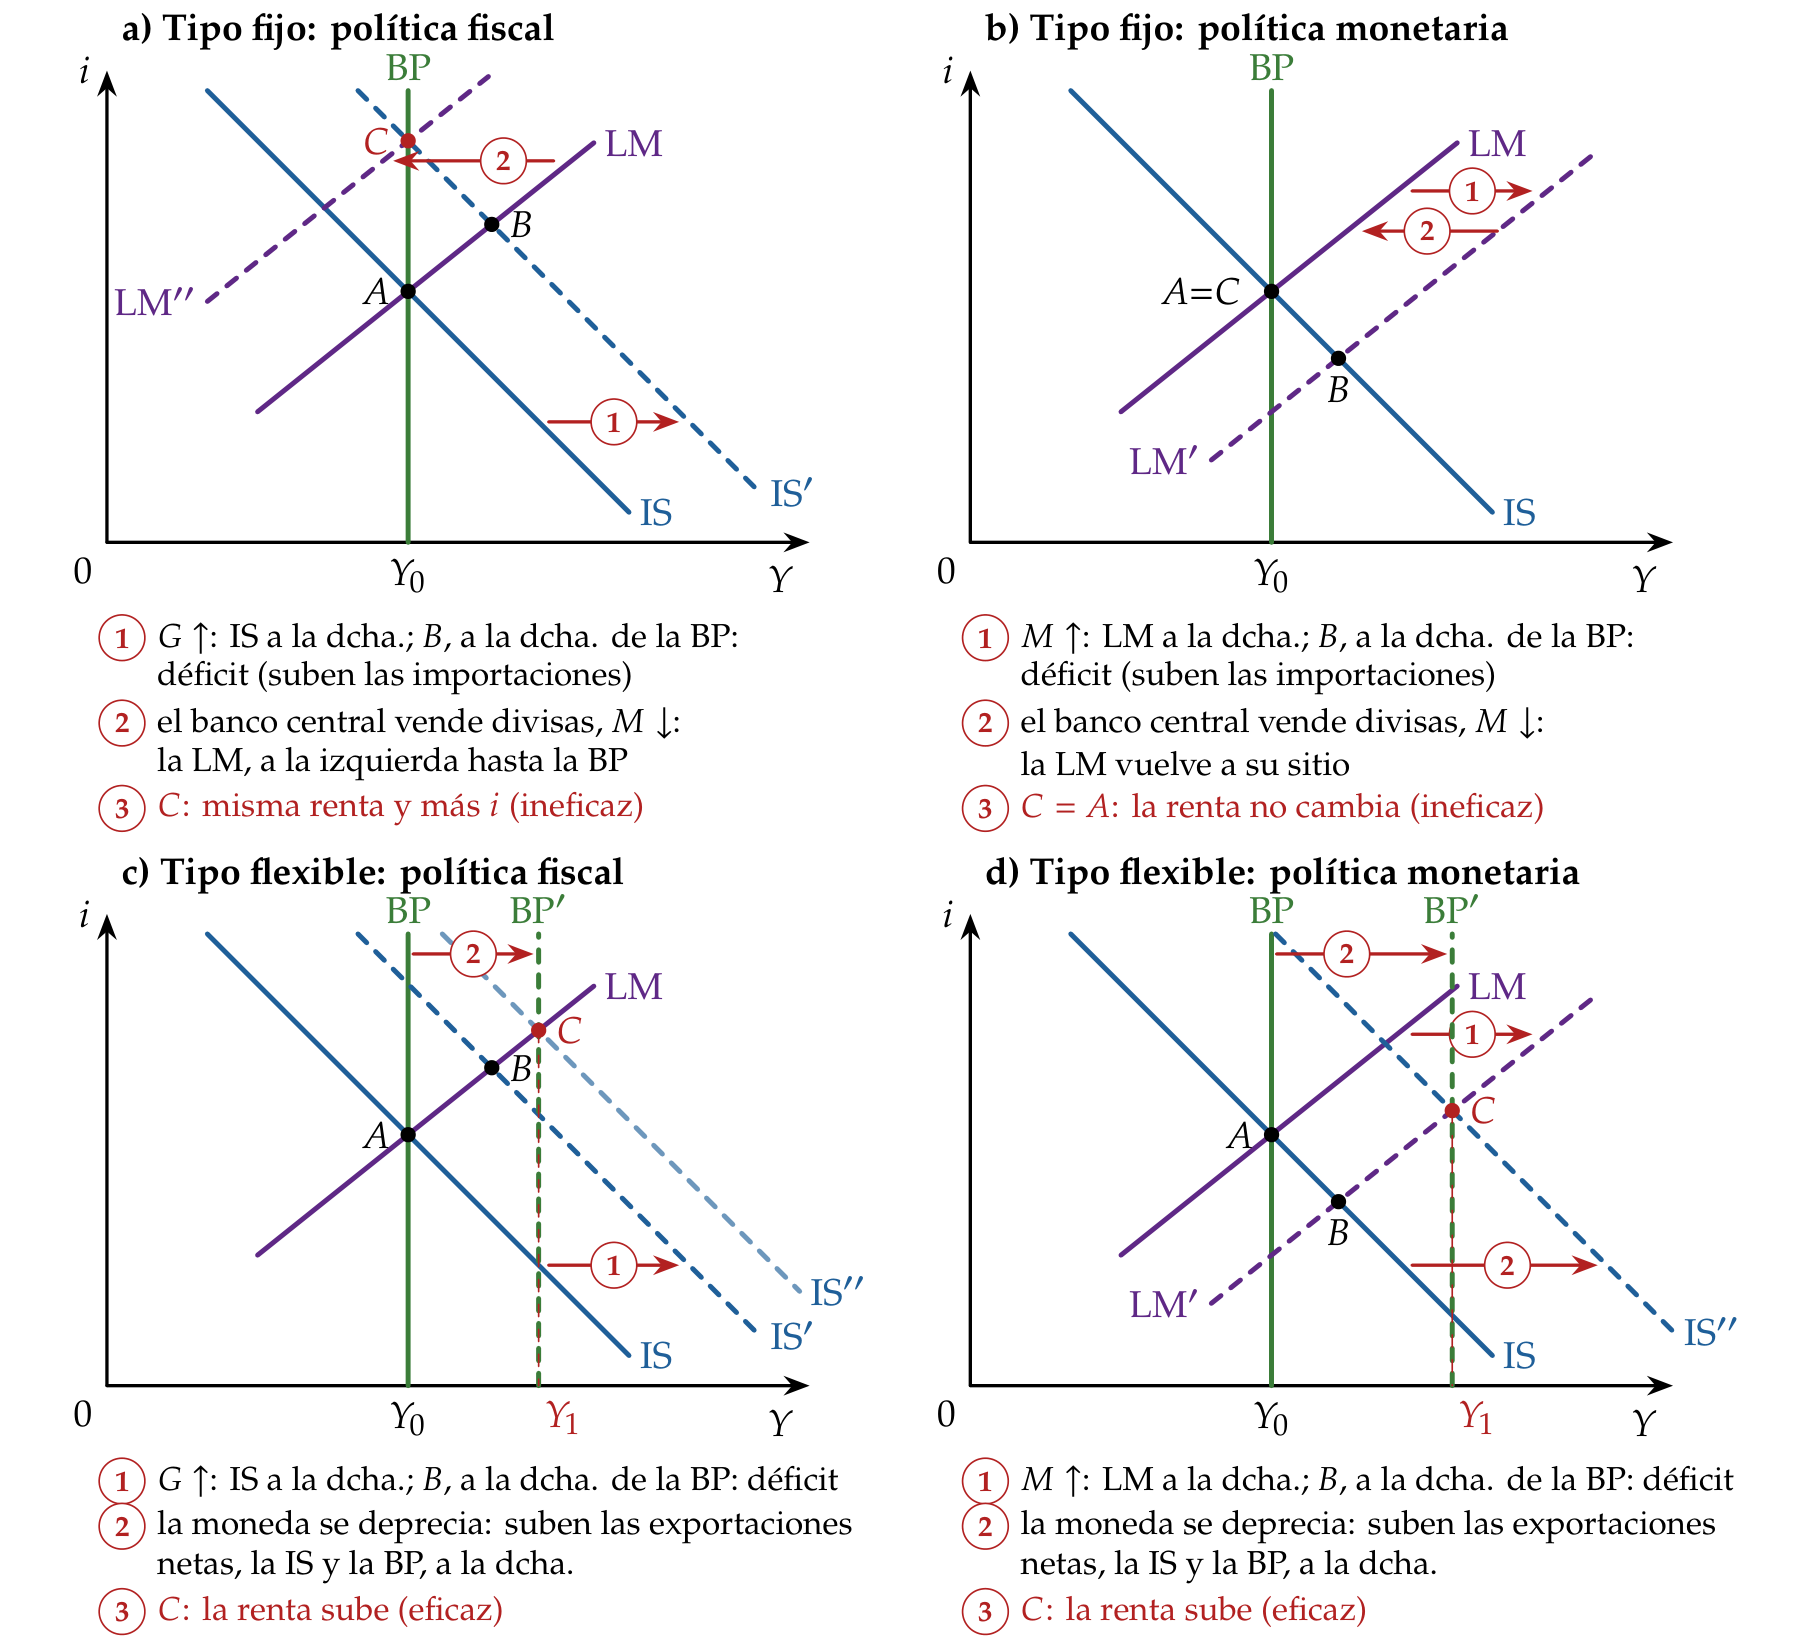 a) Tipo fijo: política fiscal
i
BP
C
2
LM
B
A
LM′′
1
IS′
IS
0
Y0
Y
1 G ↑: IS a la dcha.; B, a la dcha. de la BP:
déficit (suben las importaciones)
2 el banco central vende divisas, M ↓:
la LM, a la izquierda hasta la BP
3 C: misma renta y más i (ineficaz)
b) Tipo fijo: política monetaria
i
BP
LM
1
2
A=C
B
LM′
IS
0
Y0
Y
1 M ↑: LM a la dcha.; B, a la dcha. de la BP:
déficit (suben las importaciones)
2 el banco central vende divisas, M ↓:
la LM vuelve a su sitio
3 C = A: la renta no cambia (ineficaz)
c) Tipo flexible: política fiscal
i
BP
BP′
2
LM
C
B
A
1
IS′′
IS′
IS
0
Y0
Y1
Y
1 G ↑: IS a la dcha.; B, a la dcha. de la BP: déficit
2 la moneda se deprecia: suben las exportaciones
netas, la IS y la BP, a la dcha.
3 C: la renta sube (eficaz)
d) Tipo flexible: política monetaria
i
BP
BP′
2
LM
1
C
A
B
2
LM′
IS′′
IS
0
Y0
Y1
Y
1 M ↑: LM a la dcha.; B, a la dcha. de la BP: déficit
2 la moneda se deprecia: suben las exportaciones
netas, la IS y la BP, a la dcha.
3 C: la renta sube (eficaz)